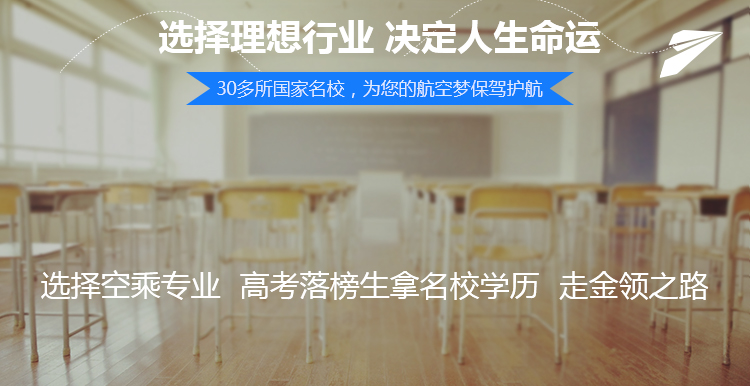 选择理想行业 决定人生命运
30多所国家名校，为您的航空梦保驾护航
选择空乘专业 高考落榜生拿名校学历 走金领之路